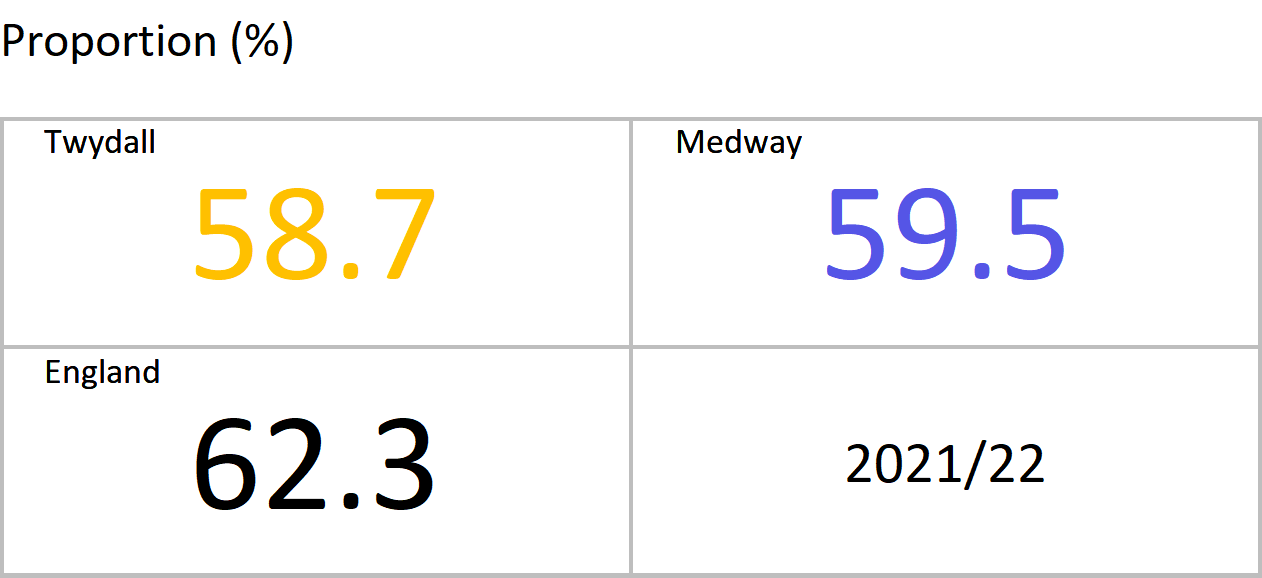 Proportion (%)
Twydall
58.7
Medway
59.5
England
62.3
2021/22